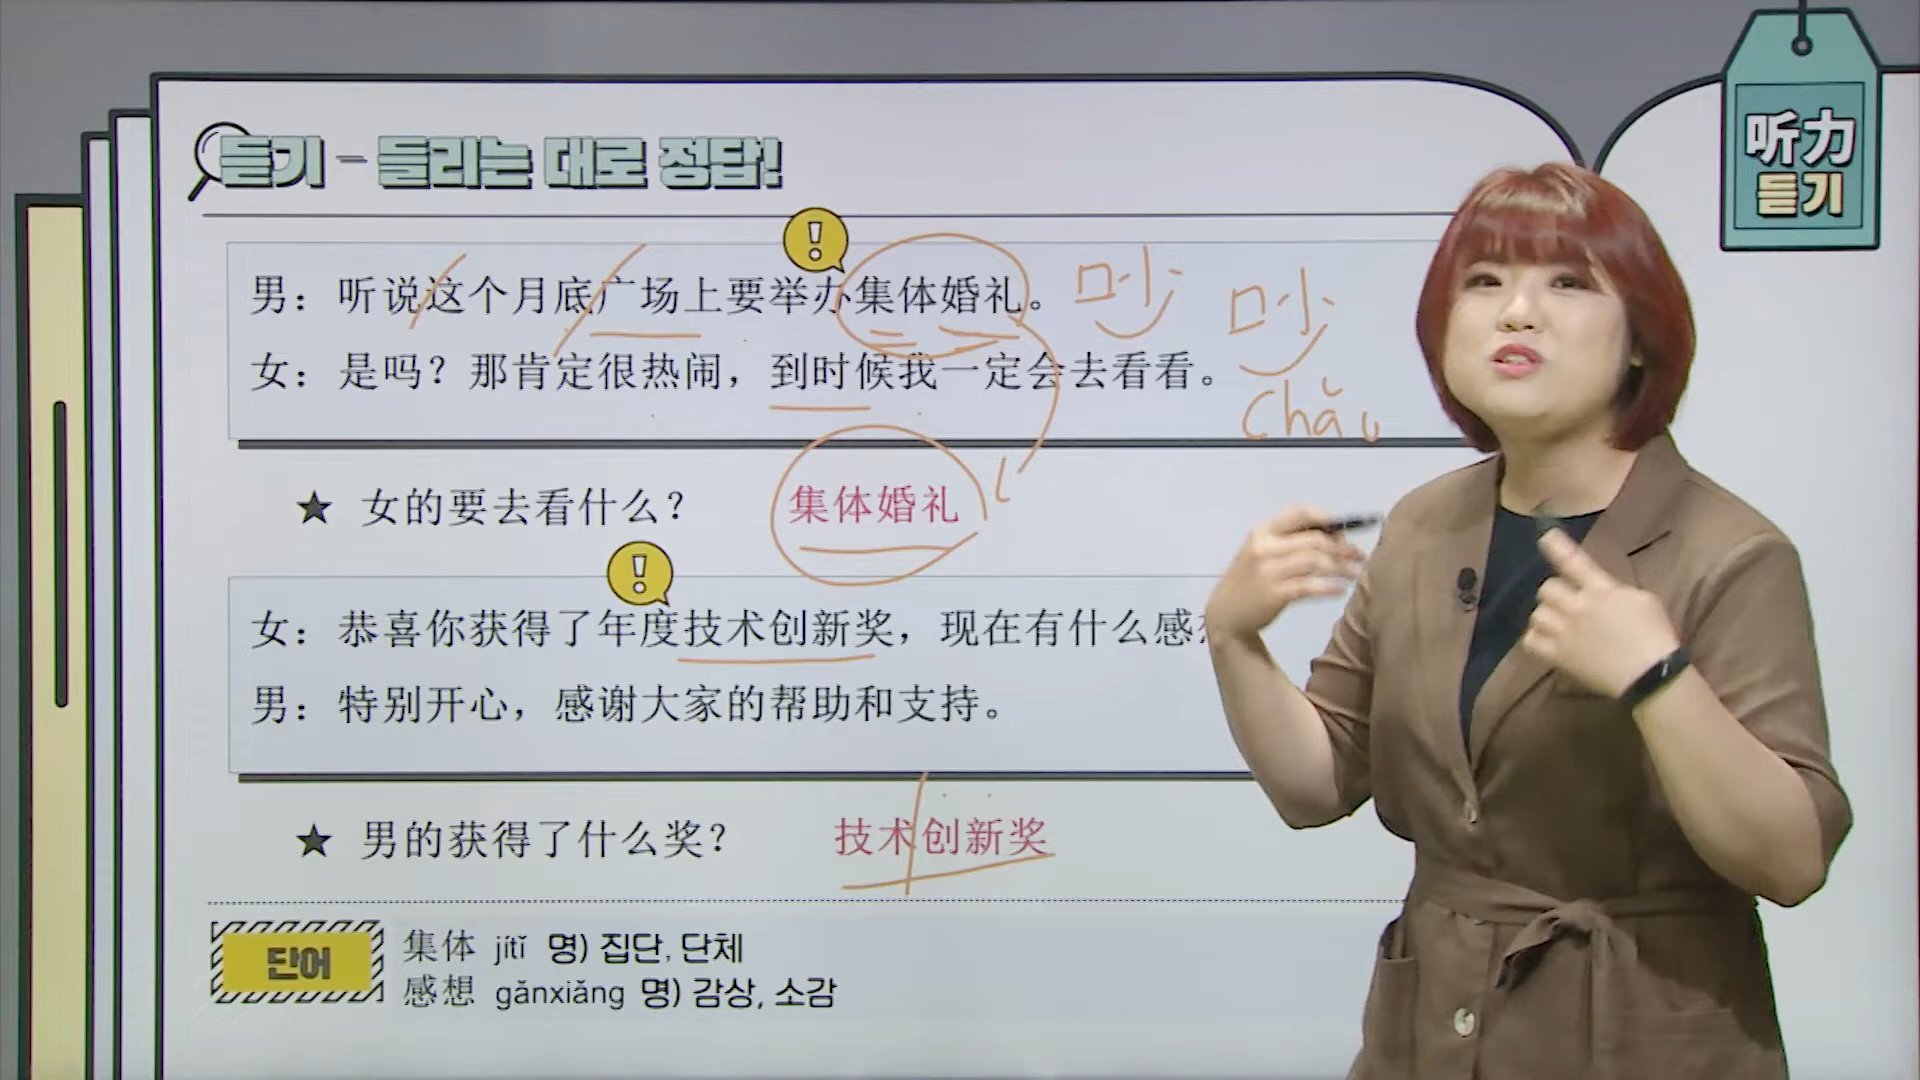 듣기 - 들리는 대로 정답!
听力
듣기
男：听说这个月底广场上要举办集体婚礼。
吵 吵
女：是吗？那肯定很热闹，到时候我一定会去看看。
chǎo
★ 女的要去看什么？ 集体婚礼
女：恭喜你获得了年度技术创新奖，现在有什么感
男：特别开心，感谢大家的帮助和支持。
★ 男的获得了什么奖？ 技术创新奖
단어
集体 jítǐ 명) 집단, 단체
感想 gǎnxiǎng 명) 감상, 소감